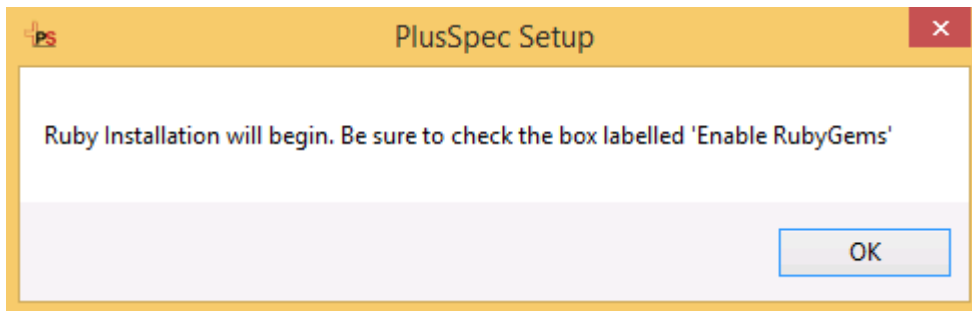 PS
PlusSpec Setup
Ruby Installation will begin. Be sure to check the box labelled 'Enable RubyGems'
OK